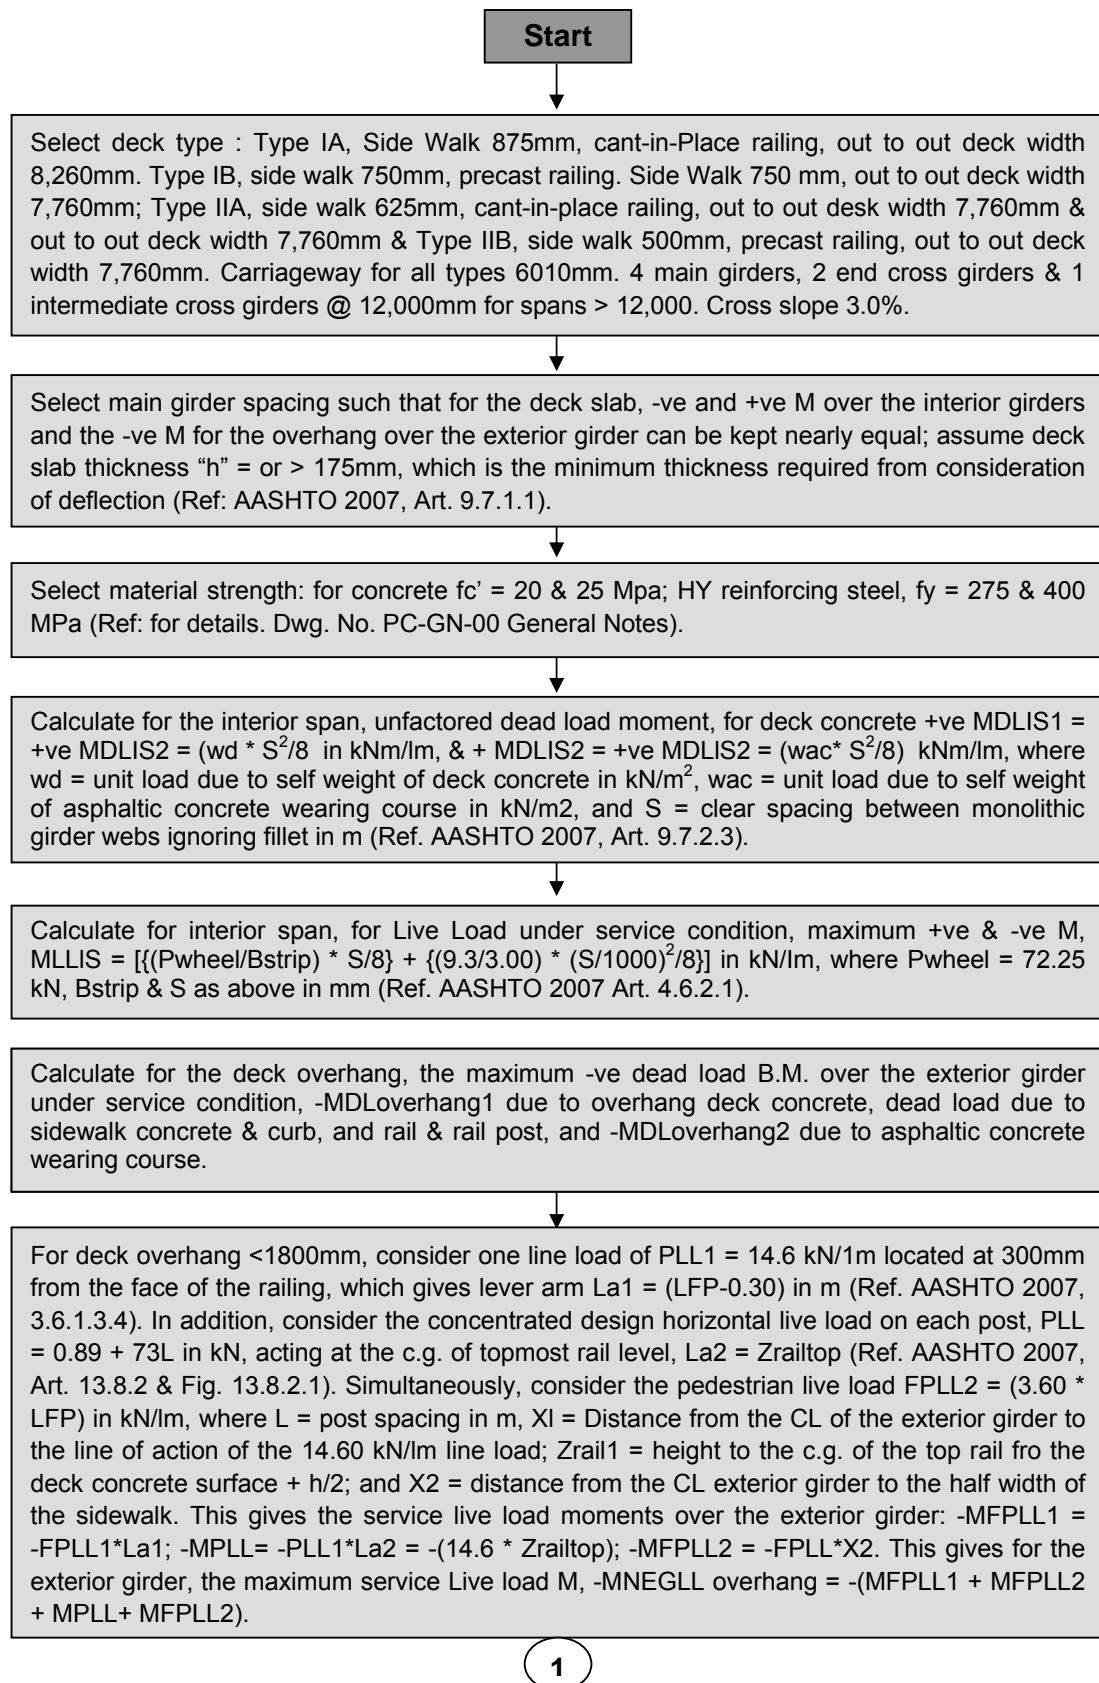 Start
Select deck type : Type IA, Side Walk 875mm, cant-in-Place railing, out to out deck width
8,260mm. Type IB, side walk 750mm, precast railing. Side Walk 750 mm, out to out deck width
7,760mm; Type IIA, side walk 625mm, cant-in-place railing, out to out desk width 7,760mm &
out to out deck width 7,760mm & Type IIB, side walk 500mm, precast railing, out to out deck
width 7,760mm. Carriageway for all types 6010mm. 4 main girders, 2 end cross girders & 1
intermediate cross girders @ 12,000mm for spans > 12,000. Cross slope 3.0%.
Select main girder spacing such that for the deck slab, -ve and +ve M over the interior girders
and the -ve M for the overhang over the exterior girder can be kept nearly equal; assume deck
slab thickness “h” = or > 175mm, which is the minimum thickness required from consideration
of deflection (Ref: AASHTO 2007, Art. 9.7.1.1).
Select material strength: for concrete fc’ = 20 & 25 Mpa; HY reinforcing steel, fy = 275 & 400
MPa (Ref: for details. Dwg. No. PC-GN-00 General Notes).
Calculate for the interior span, unfactored dead load moment, for deck concrete +ve MDLIS1 =
+ve MDLIS2 = (wd * S²/8 in kNm/lm, & + MDLIS2 = +ve MDLIS2 = (wac* S²/8) kNm/lm, where
wd = unit load due to self weight of deck concrete in kN/m², wac = unit load due to self weight
of asphaltic concrete wearing course in kN/m2, and S = clear spacing between monolithic
girder webs ignoring fillet in m (Ref. AASHTO 2007, Art. 9.7.2.3).
Calculate for interior span, for Live Load under service condition, maximum +ve & -ve M,
MLLIS = [{(Pwheel/Bstrip) * S/8} + {(9.3/3.00) * (S/1000)²/8}] in kN/Im, where Pwheel = 72.25
kN, Bstrip & S as above in mm (Ref. AASHTO 2007 Art. 4.6.2.1).
Calculate for the deck overhang, the maximum -ve dead load B.M. over the exterior girder
under service condition, -MDLoverhang1 due to overhang deck concrete, dead load due to
sidewalk concrete & curb, and rail & rail post, and -MDLoverhang2 due to asphaltic concrete
wearing course.
For deck overhang <1800mm, consider one line load of PLL1 = 14.6 kN/1m located at 300mm
from the face of the railing, which gives lever arm La1 = (LFP-0.30) in m (Ref. AASHTO 2007,
3.6.1.3.4). In addition, consider the concentrated design horizontal live load on each post, PLL
= 0.89 + 73L in kN, acting at the c.g. of topmost rail level, La2 = Zrailtop (Ref. AASHTO 2007,
Art. 13.8.2 & Fig. 13.8.2.1). Simultaneously, consider the pedestrian live load FPLL2 = (3.60 *
LFP) in kN/lm, where L = post spacing in m, Xl = Distance from the CL of the exterior girder to
the line of action of the 14.60 kN/lm line load; Zrail1 = height to the c.g. of the top rail fro the
deck concrete surface + h/2; and X2 = distance from the CL exterior girder to the half width of
the sidewalk. This gives the service live load moments over the exterior girder: -MFPLL1 =
-FPLL1*La1; -MPLL= -PLL1*La2 = -(14.6 * Zrailtop); -MFPLL2 = -FPLL*X2. This gives for the
exterior girder, the maximum service Live load M, -MNEGLL overhang = -(MFPLL1 + MFPLL2
+ MPLL+ MFPLL2).
1